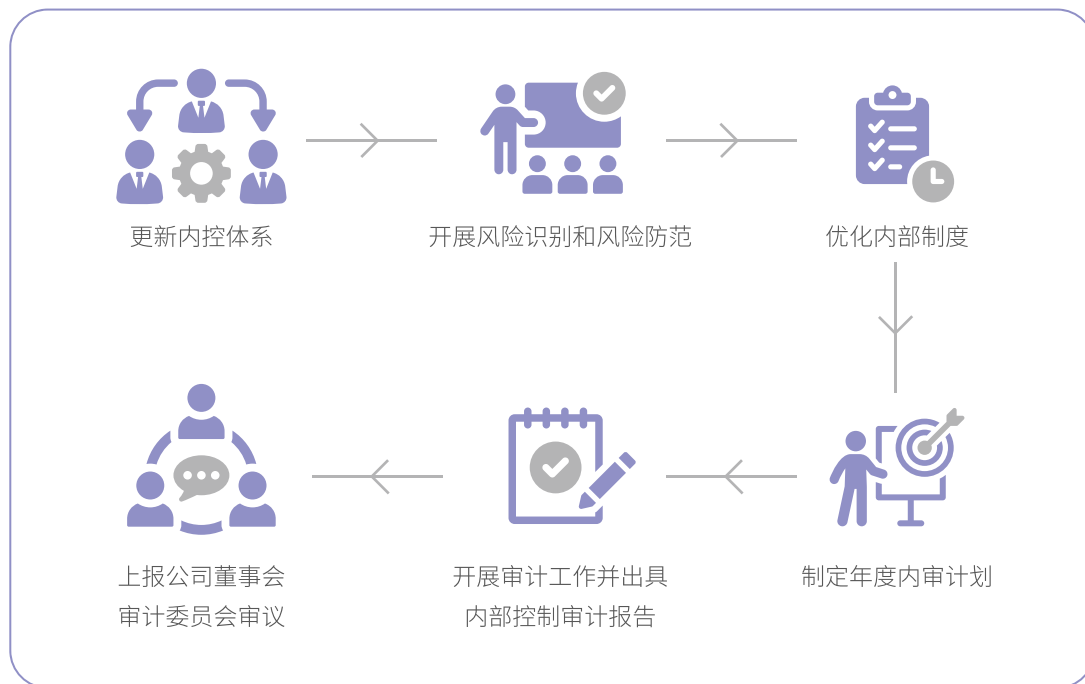 更新内控体系
开展风险识别和风险防范
优化内部制度
制定年度内审计划
开展审计工作并出具
内部控制审计报告
上报公司董事会
审计委员会审议